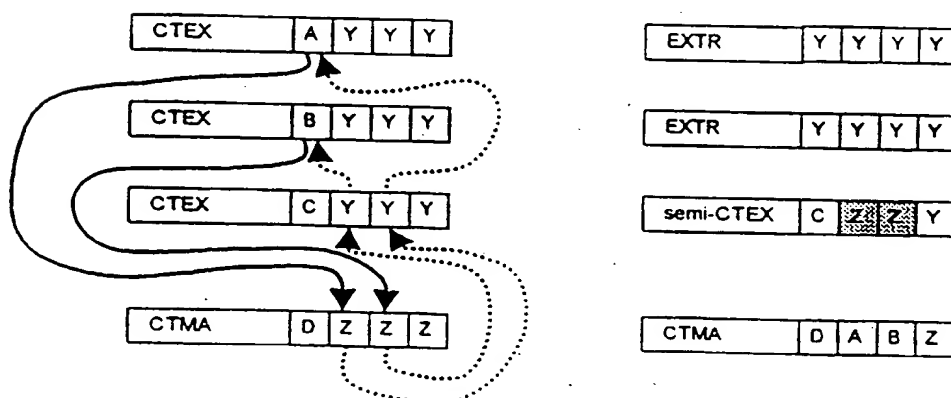 CTEX A Y Y Y
EXTR Y Y Y Y
CTEX B Y Y Y
EXTR Y Y Y Y
CTEX C Y Y Y
semi-CTEX C Z Z Y
CTMA D Z Z Z
CTMA D A B Z